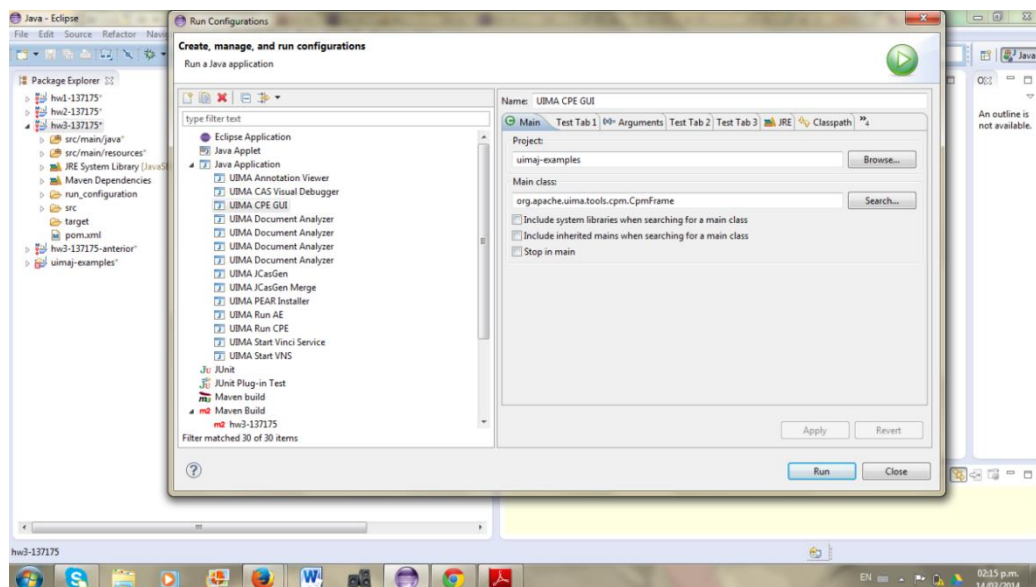 Java - Eclipse
File Edit Source Refactor
Run Configurations
Create, manage, and run configurations
Run a Java application
Java
Package Explorer
hw1-137175*
hw2-137175*
hw3-137175*
src/main/java*
src/main/resources*
JRE System Library
Maven Dependencies
run_configuration
src
target
pom.xml
hw3-137175-anterior*
uimaj-examples*
type filter text
Eclipse Application
Java Applet
Java Application
UIMA Annotation Viewer
UIMA CAS Visual Debugger
UIMA CPE GUI
UIMA Document Analyzer
UIMA Document Analyzer
UIMA Document Analyzer
UIMA Document Analyzer
UIMA JCasGen
UIMA JCasGen Merge
UIMA PEAR Installer
UIMA Run AE
UIMA Run CPE
UIMA Start Vinci Service
UIMA Start VNS
JUnit
JUnit Plug-in Test
Maven build
Maven Build
hw3-137175
Filter matched 30 of 30 items
Name: UIMA CPE GUI
Main Test Tab 1 Arguments Test Tab 2 Test Tab 3 JRE Classpath »4
Project:
uimaj-examples
Browse...
Main class:
org.apache.uima.tools.cpm.CpmFrame
Search...
Include system libraries when searching for a main class
Include inherited mains when searching for a main class
Stop in main
Apply Revert
Run Close
An outline is
not available.
hw3-137175
EN
02:15 p.m.
14/03/2014